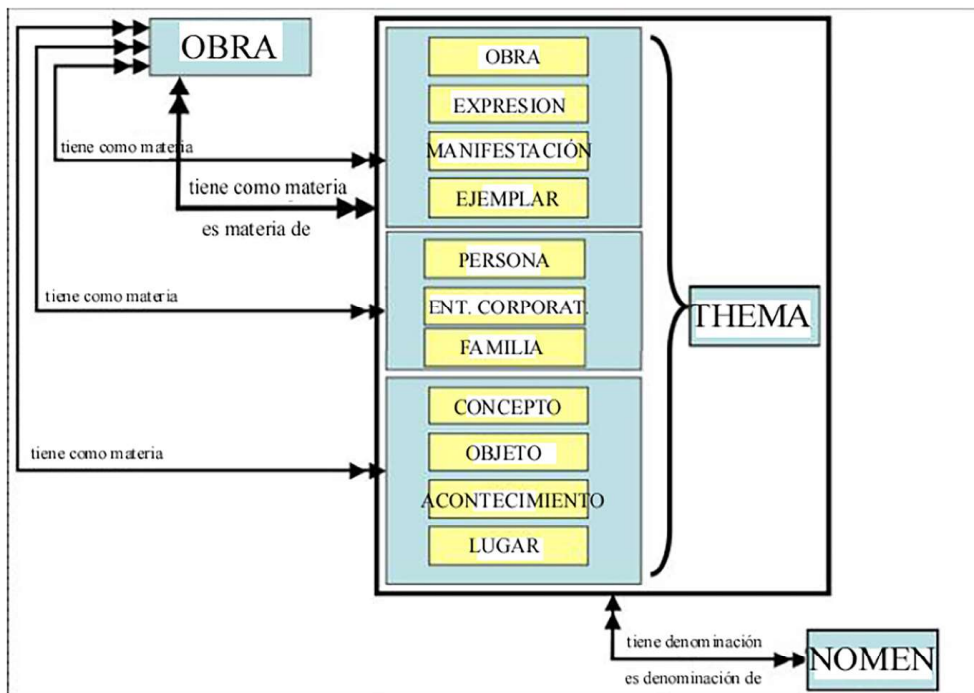 OBRA
OBRA
EXPRESION
MANIFESTACIÓN
EJEMPLAR
tiene como materia
tiene como materia
es materia de
PERSONA
ENT. CORPORAT.
FAMILIA
tiene como materia
THEMA
CONCEPTO
OBJETO
ACONTECIMIENTO
LUGAR
tiene como materia
tiene denominación
es denominación de
NOMEN